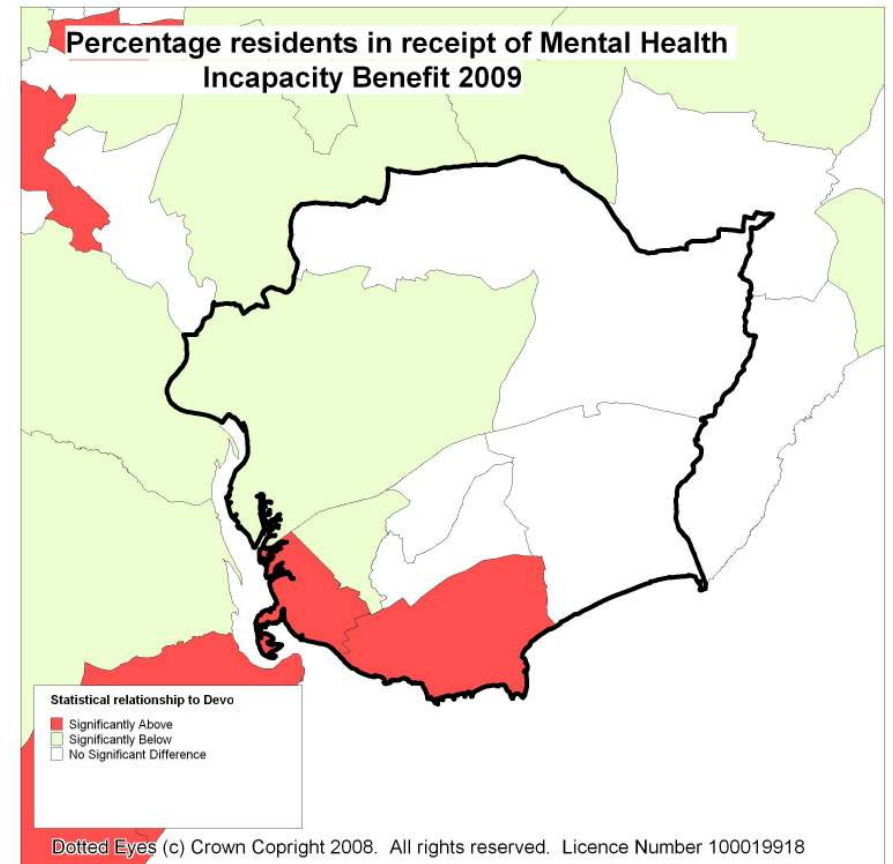 Percentage residents in receipt of Mental Health
Incapacity Benefit 2009
Statistical relationship to Devo
Significantly Above
Significantly Below
No Significant Difference
Dotted Eyes (c) Crown Copright 2008. All rights reserved. Licence Number 100019918